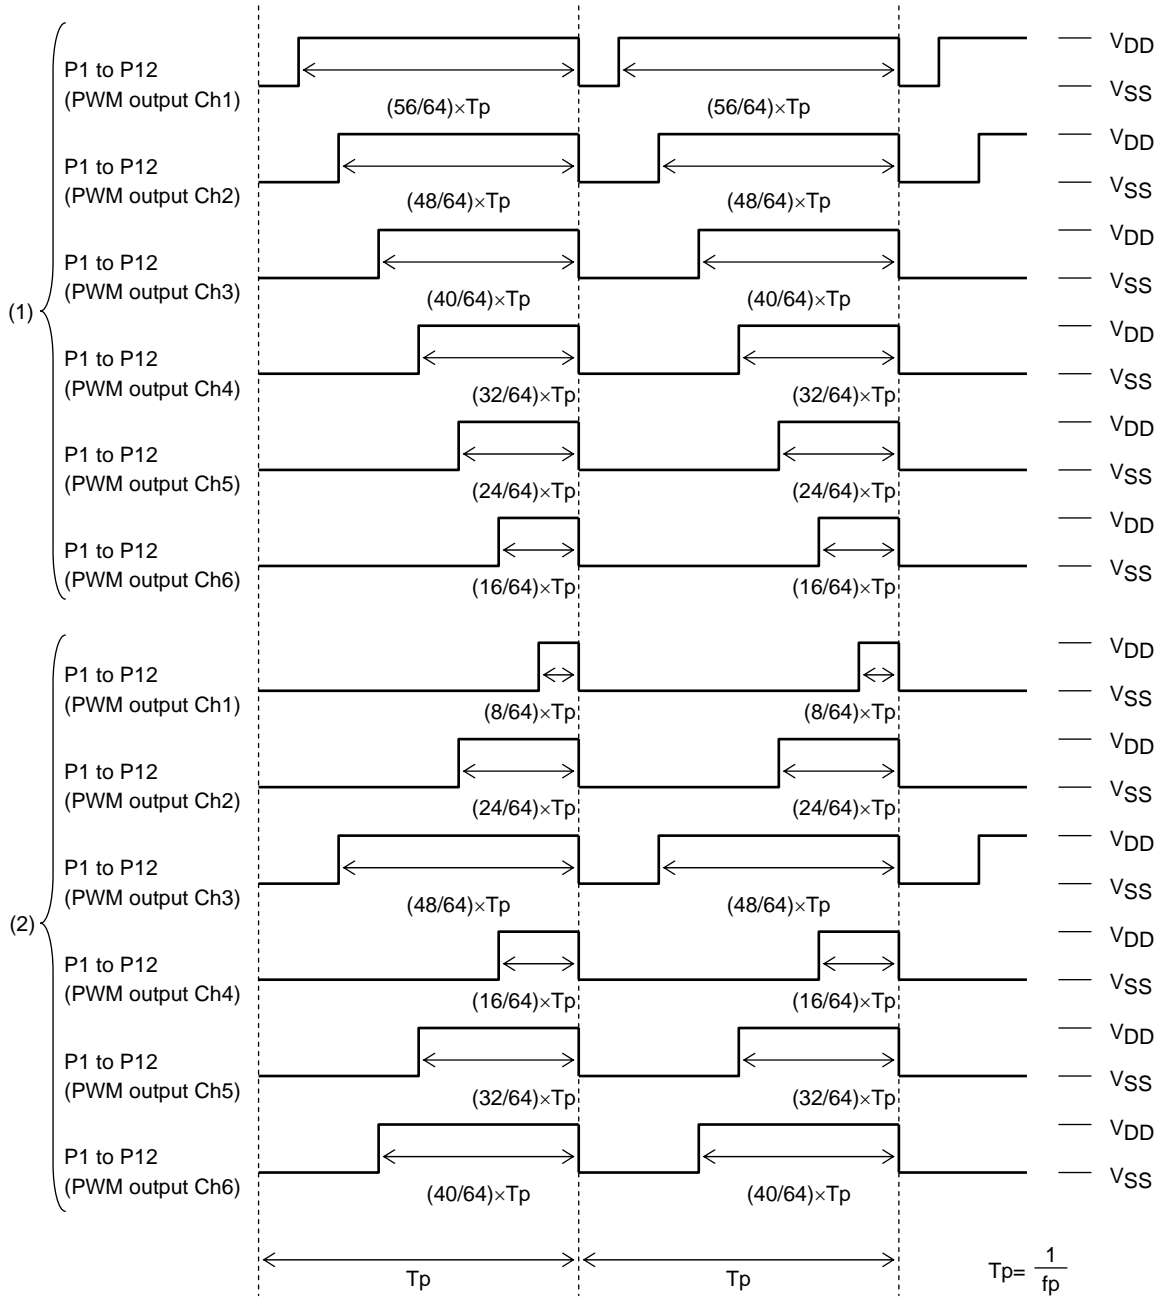 (1)
P1 to P12
(PWM output Ch1)
(56/64)×Tp
(56/64)×Tp
VDD
VSS
P1 to P12
(PWM output Ch2)
(48/64)×Tp
(48/64)×Tp
VDD
VSS
P1 to P12
(PWM output Ch3)
(40/64)×Tp
(40/64)×Tp
VDD
VSS
P1 to P12
(PWM output Ch4)
(32/64)×Tp
(32/64)×Tp
VDD
VSS
P1 to P12
(PWM output Ch5)
(24/64)×Tp
(24/64)×Tp
VDD
VSS
P1 to P12
(PWM output Ch6)
(16/64)×Tp
(16/64)×Tp
VDD
VSS
(2)
P1 to P12
(PWM output Ch1)
(8/64)×Tp
(8/64)×Tp
VDD
VSS
P1 to P12
(PWM output Ch2)
(24/64)×Tp
(24/64)×Tp
VDD
VSS
P1 to P12
(PWM output Ch3)
(48/64)×Tp
(48/64)×Tp
VDD
VSS
P1 to P12
(PWM output Ch4)
(16/64)×Tp
(16/64)×Tp
VDD
VSS
P1 to P12
(PWM output Ch5)
(32/64)×Tp
(32/64)×Tp
VDD
VSS
P1 to P12
(PWM output Ch6)
(40/64)×Tp
(40/64)×Tp
VDD
VSS
Tp
Tp
Tp= 1
fp